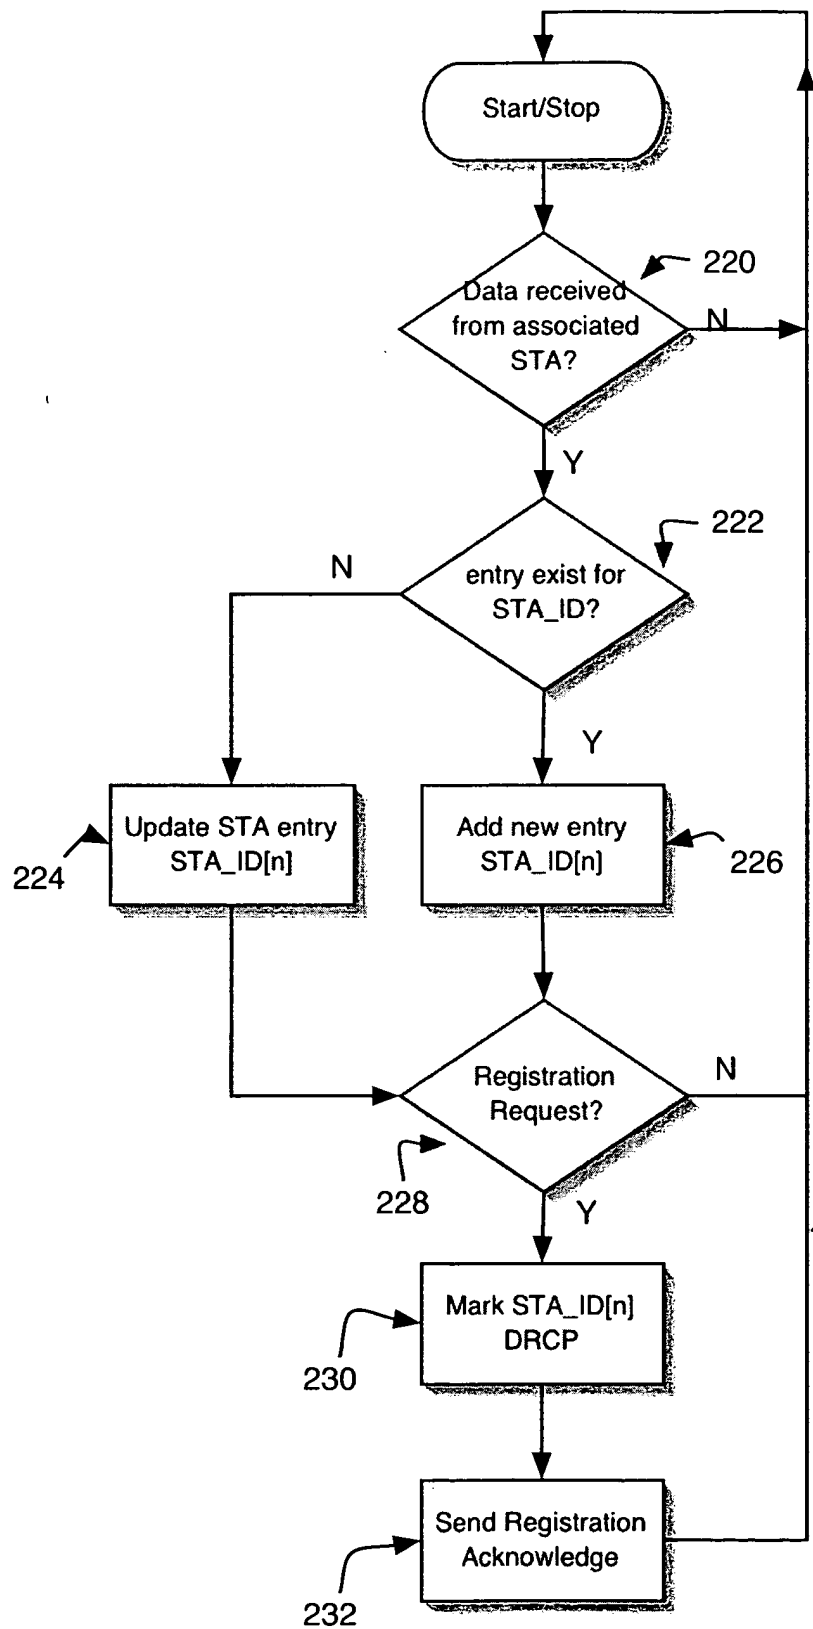 Start/Stop
220
Data received
from associated
STA?
N
Y
222
N
entry exist for
STA_ID?
Y
Update STA entry
STA_ID[n]
224
Add new entry
STA_ID[n]
226
Registration
Request?
N
228
Y
Mark STA_ID[n]
DRCP
230
Send Registration
Acknowledge
232